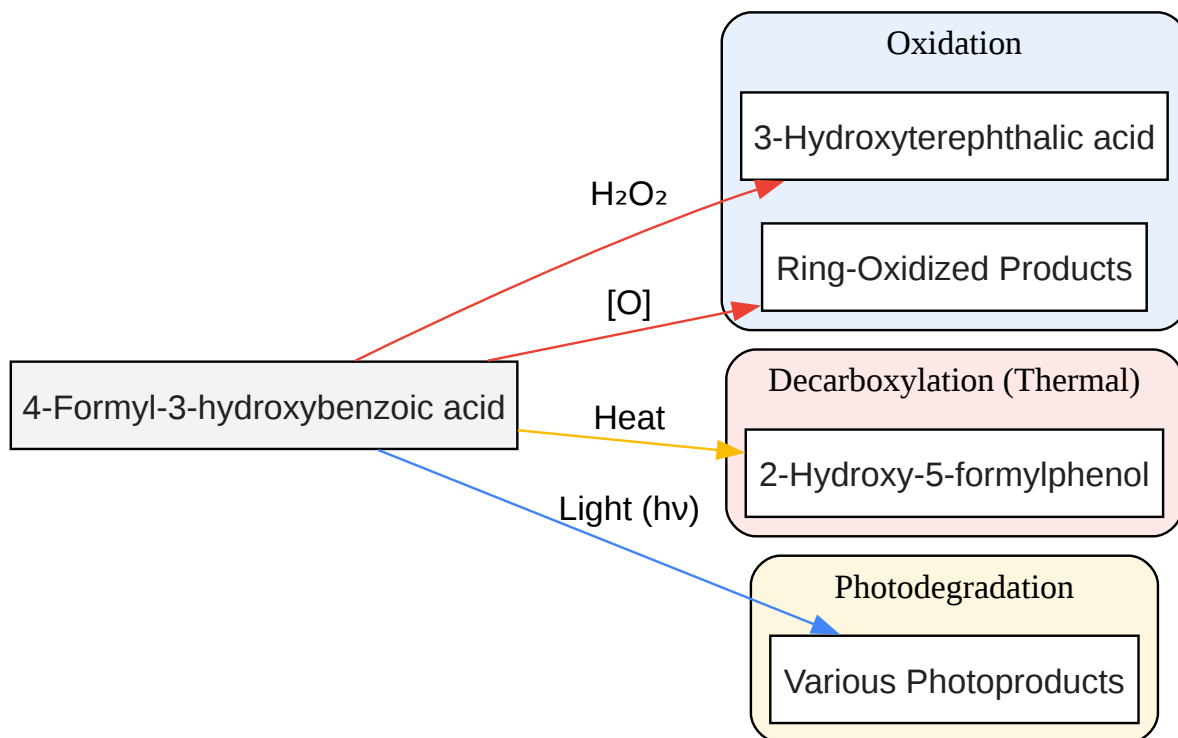 Oxidation
3-Hydroxyterephthalic acid
H₂O₂
Ring-Oxidized Products
[O]
4-Formyl-3-hydroxybenzoic acid
Decarboxylation (Thermal)
Heat
2-Hydroxy-5-formylphenol
Light (hν)
Photodegradation
Various Photoproducts